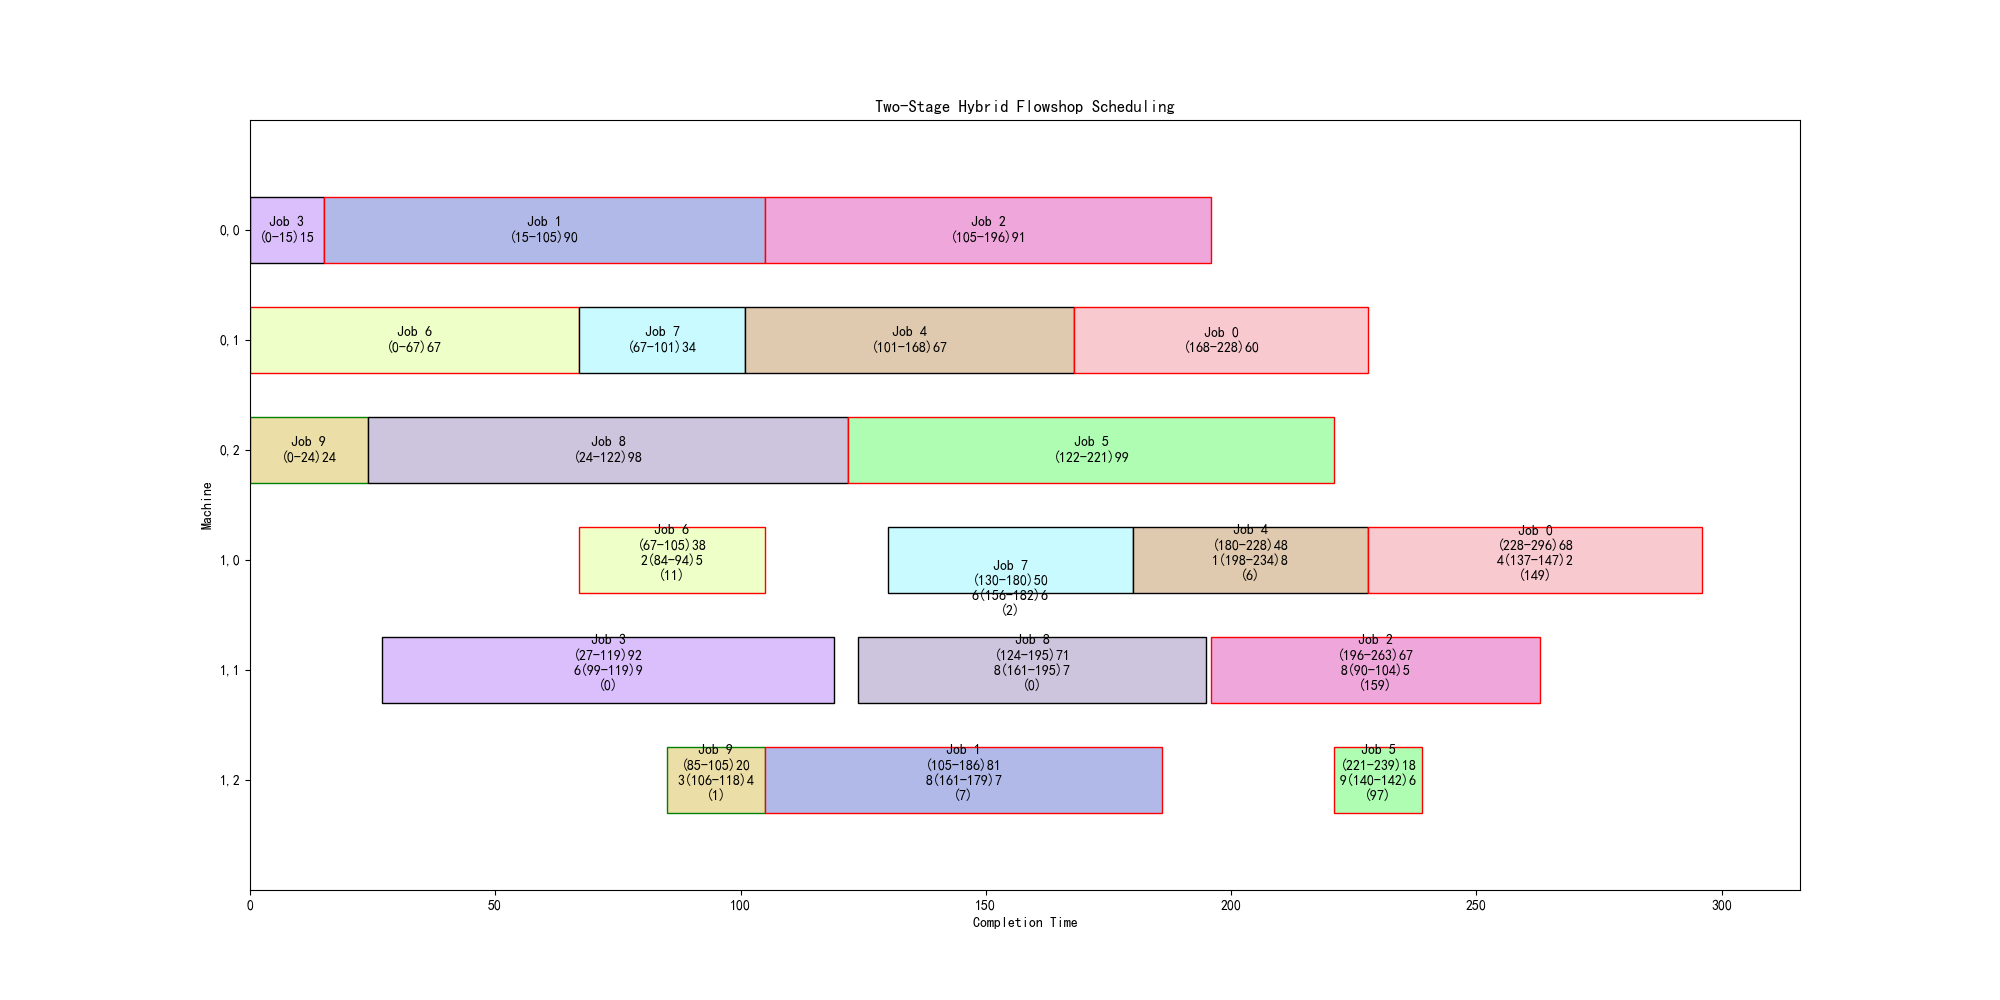 Two-Stage Hybrid Flowshop Scheduling
0,0
Job 3
(0-15)15
Job 1
(15-105)90
Job 2
(105-196)91
0,1
Job 6
(0-67)67
Job 7
(67-101)34
Job 4
(101-168)67
Job 0
(168-228)60
0,2
Job 9
(0-24)24
Job 8
(24-122)98
Job 5
(122-221)99
Machine
1,0
Job 6
(67-105)38
2(84-94)5
(11)
Job 7
(130-180)50
6(156-182)6
(2)
Job 4
(180-228)48
1(198-234)8
(6)
Job 0
(228-296)68
4(137-147)2
(149)
1,1
Job 3
(27-119)92
6(99-119)9
(0)
Job 8
(124-195)71
8(161-195)7
(0)
Job 2
(196-263)67
8(90-104)5
(159)
1,2
Job 9
(85-105)20
3(106-118)4
(1)
Job 1
(105-186)81
8(161-179)7
(7)
Job 5
(221-239)18
9(140-142)6
(97)
0
50
100
150
200
250
300
Completion Time